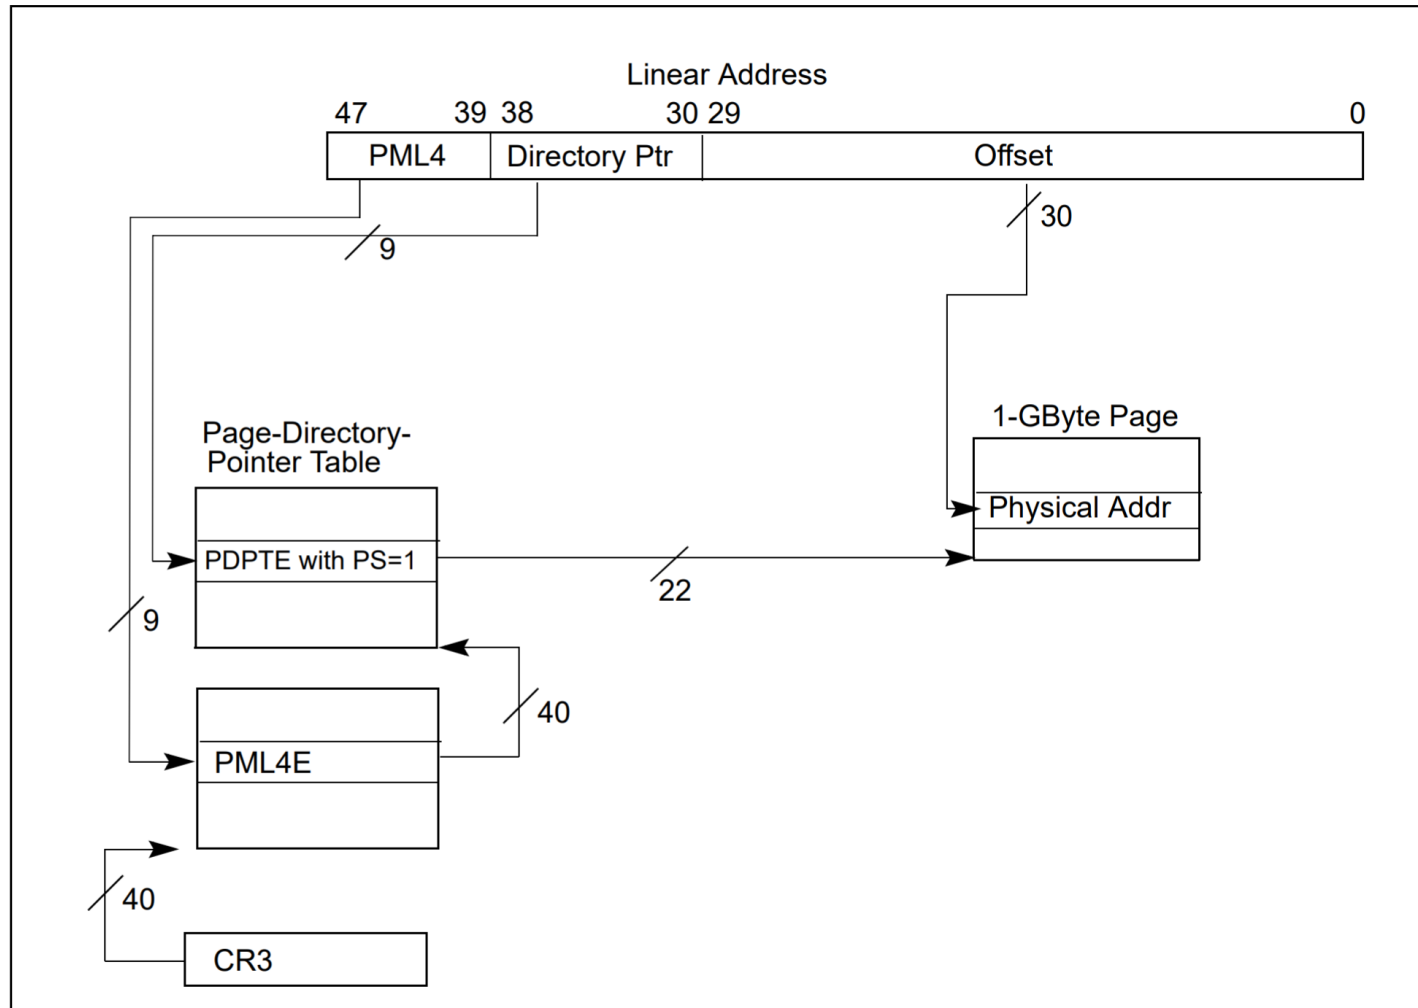 Linear Address
47 39 38 30 29 0
PML4 Directory Ptr Offset
30
9
1-GByte Page
Page-Directory-
Pointer Table
Physical Addr
PDPTE with PS=1
22
9
40
PML4E
40
CR3